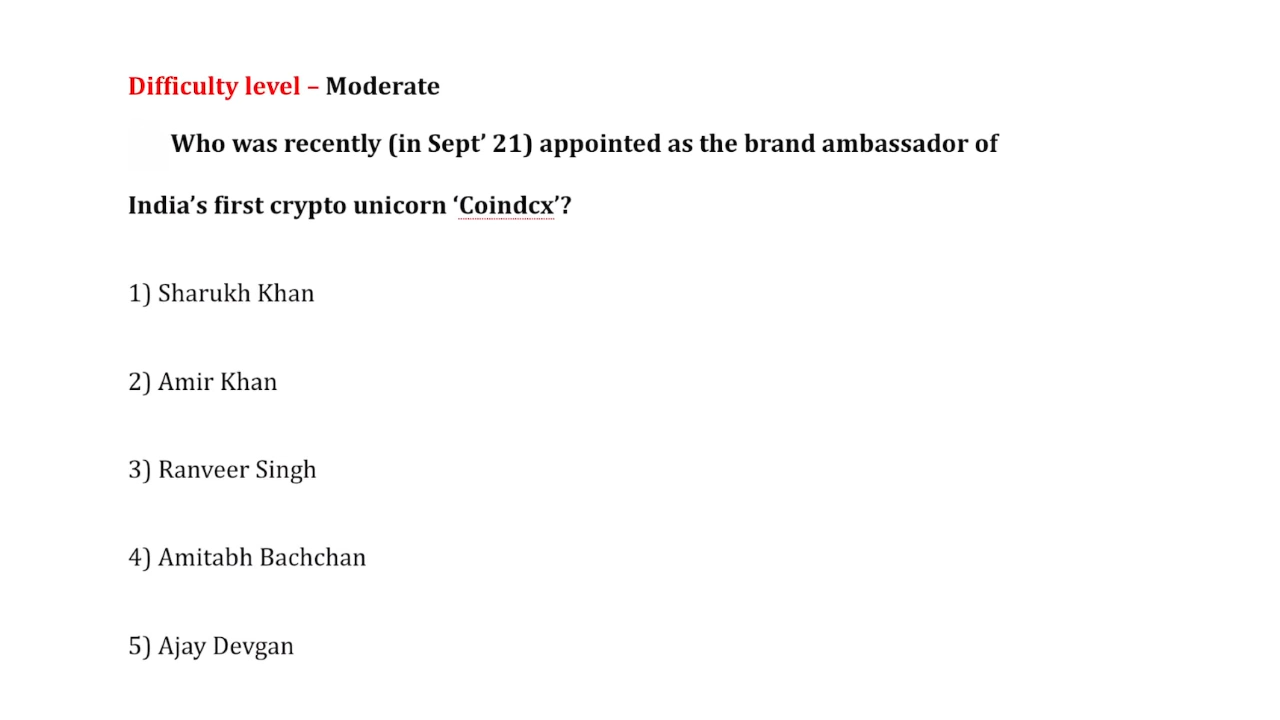 Difficulty level – Moderate
Who was recently (in Sept’ 21) appointed as the brand ambassador of
India’s first crypto unicorn ‘Coindcx’?
1) Sharukh Khan
2) Amir Khan
3) Ranveer Singh
4) Amitabh Bachchan
5) Ajay Devgan